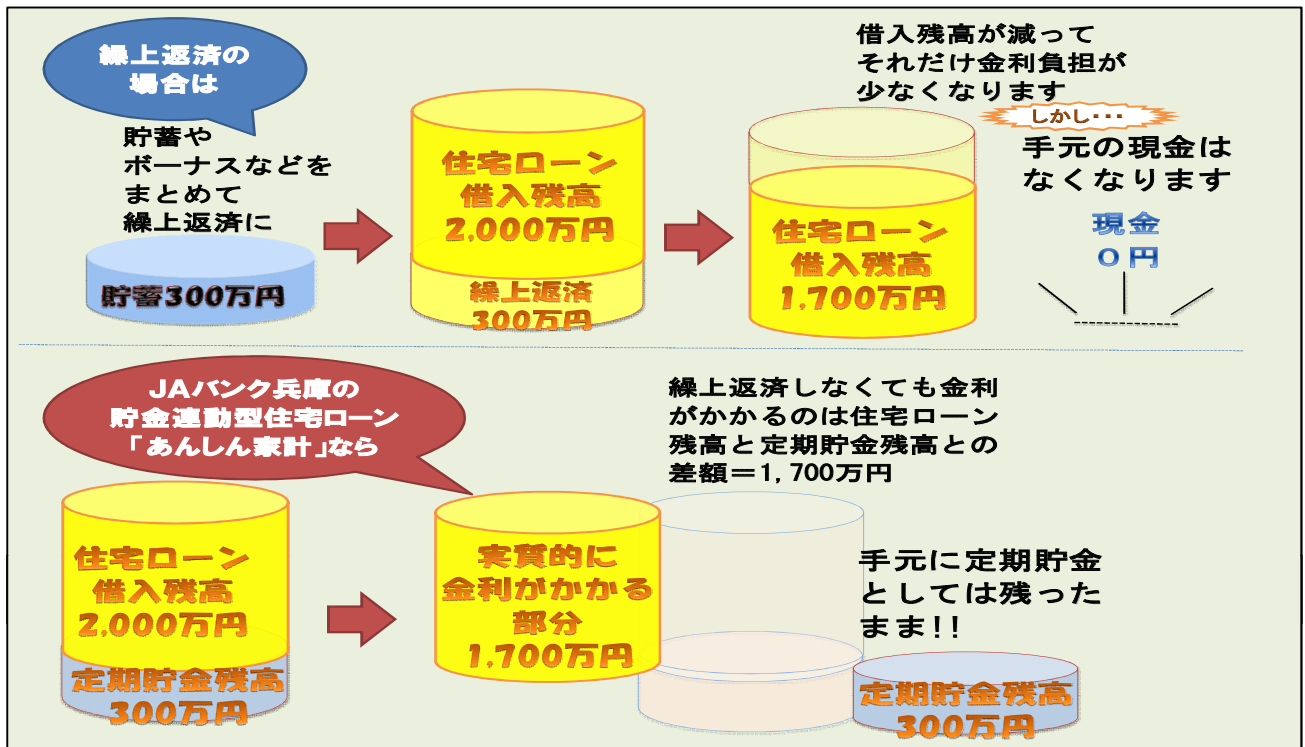 繰上返済の
場合は
貯蓄や
ボーナスなどを
まとめて
繰上返済に
貯蓄300万円
住宅ローン
借入残高
2,000万円
繰上返済
300万円
借入残高が減って
それだけ金利負担が
少なくなります
しかし・・・
手元の現金は
なくなります
住宅ローン
借入残高
1,700万円
現金
０円
JAバンク兵庫の
貯金連動型住宅ローン
「あんしん家計」なら
住宅ローン
借入残高
2,000万円
定期貯金残高
300万円
実質的に
金利がかかる
部分
1,700万円
繰上返済しなくても金利
がかかるのは住宅ローン
残高と定期貯金残高との
差額＝1,700万円
手元に定期貯金
としては残った
まま!!
定期貯金残高
300万円